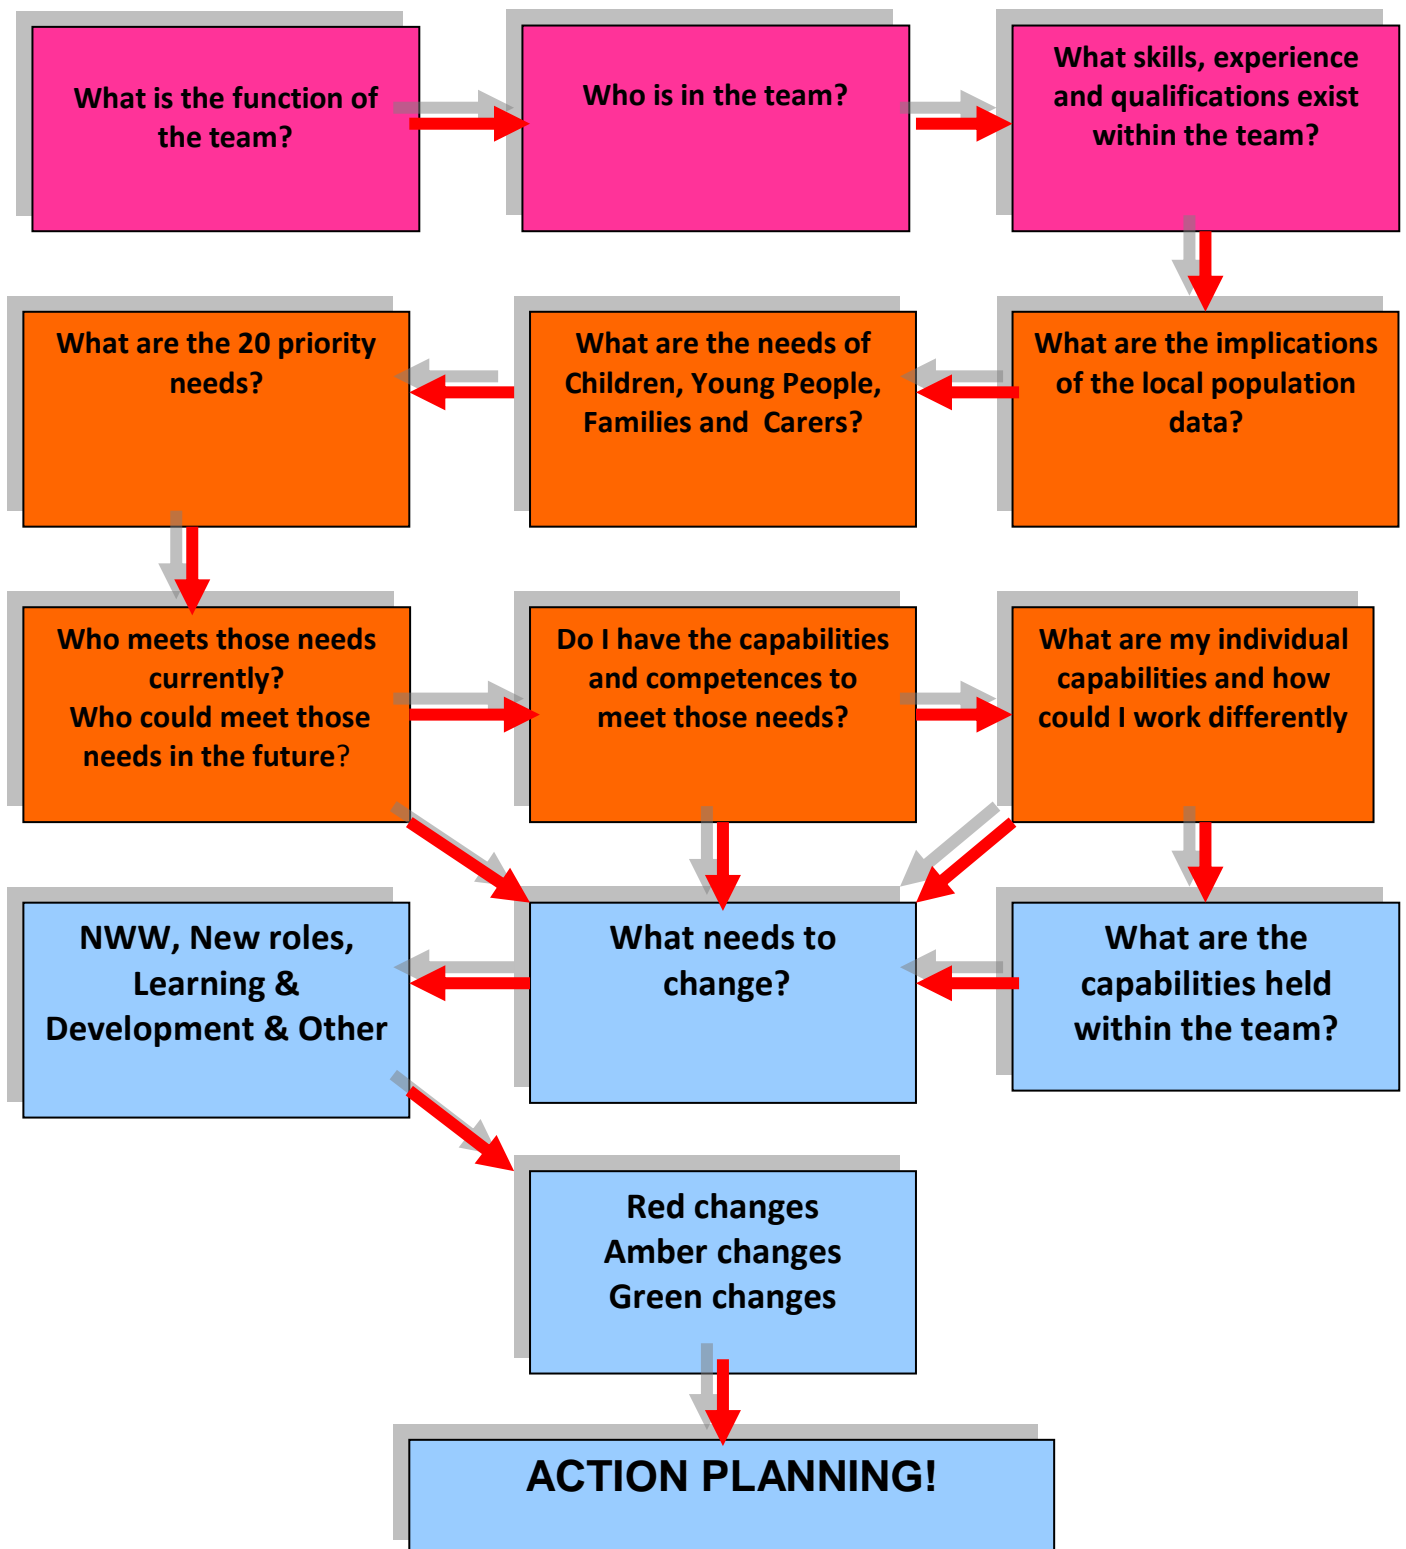 What is the function of
the team?
Who is in the team?
What skills, experience
and qualifications exist
within the team?
What are the 20 priority
needs?
What are the needs of
Children, Young People,
Families and  Carers?
What are the implications
of the local population
data?
Who meets those needs
currently?
Who could meet those
needs in the future?
Do I have the capabilities
and competences to
meet those needs?
What are my individual
capabilities and how
could I work differently
NWW, New roles,
Learning &
Development & Other
What needs to
change?
What are the
capabilities held
within the team?
Red changes
Amber changes
Green changes
ACTION PLANNING!